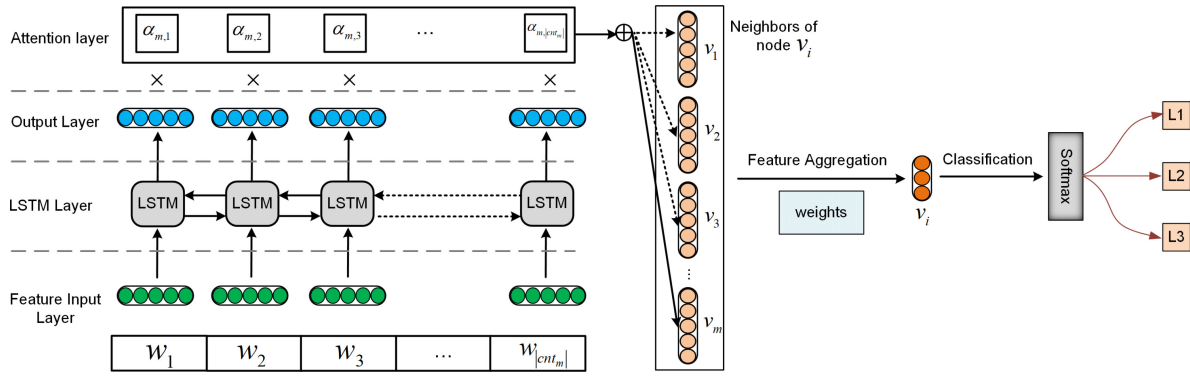 Attention layer
α_{m,1} α_{m,2} α_{m,3} ... α_{m,|cnt_m|}
× × × ×
Output Layer
LSTM Layer
LSTM LSTM LSTM LSTM
Feature Input
Layer
w_1 w_2 w_3 ... w_{|cnt_m|}
v_1
v_2
v_3
...
v_m
Neighbors of
node v_i
Feature Aggregation
weights
v_i
Classification
Softmax
L1
L2
L3